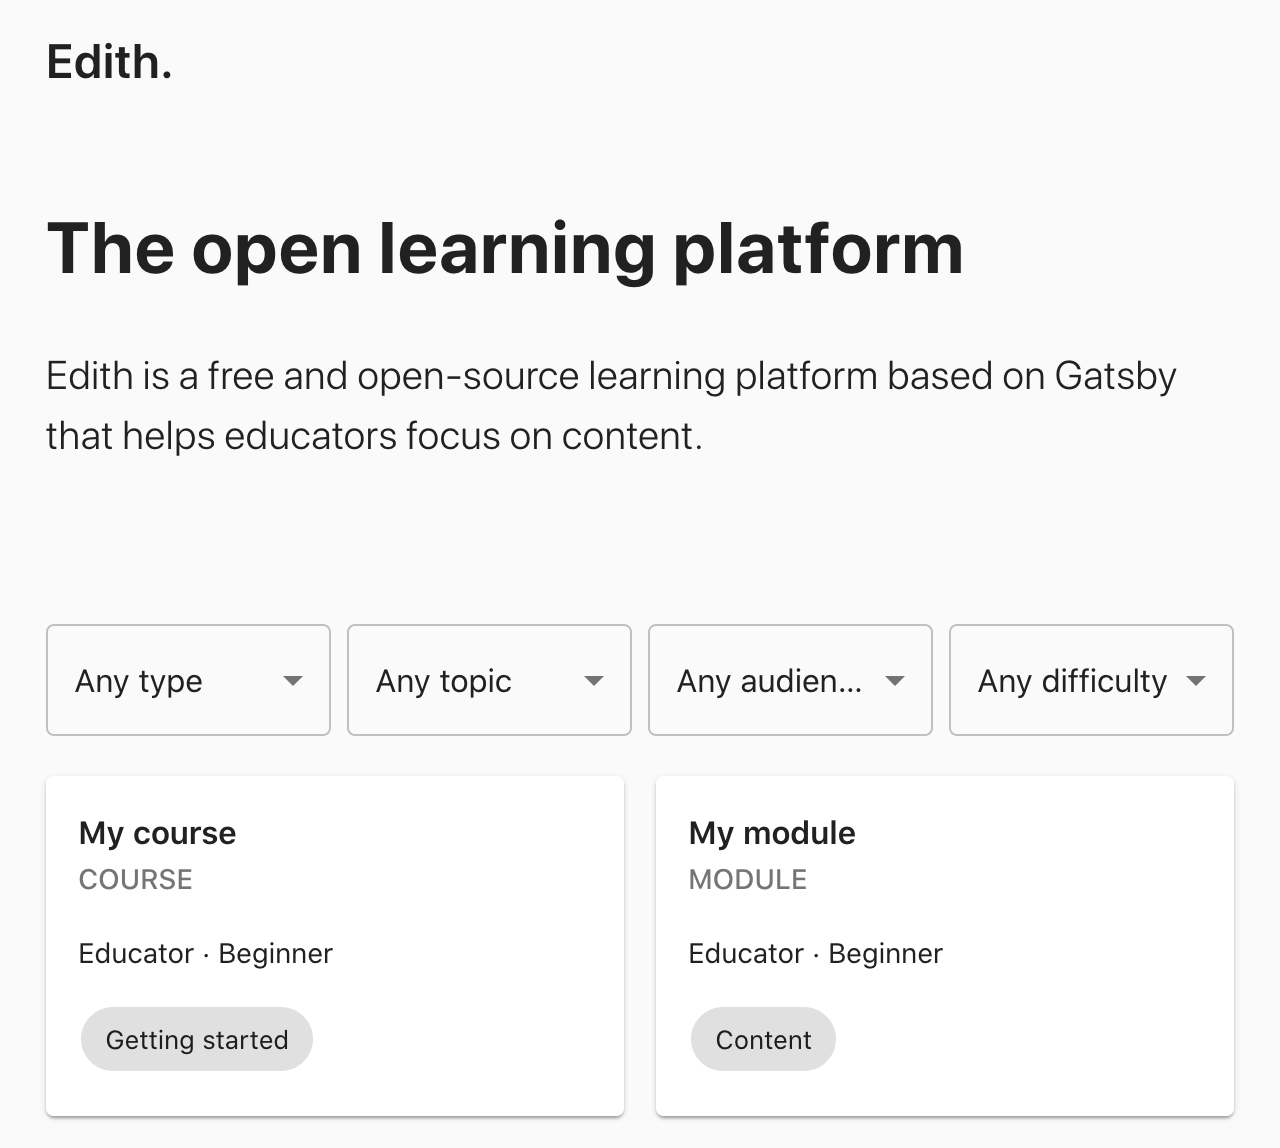 Edith.
The open learning platform
Edith is a free and open-source learning platform based on Gatsby
that helps educators focus on content.
Any type
Any topic
Any audien...
Any difficulty
My course
COURSE
Educator · Beginner
Getting started
My module
MODULE
Educator · Beginner
Content